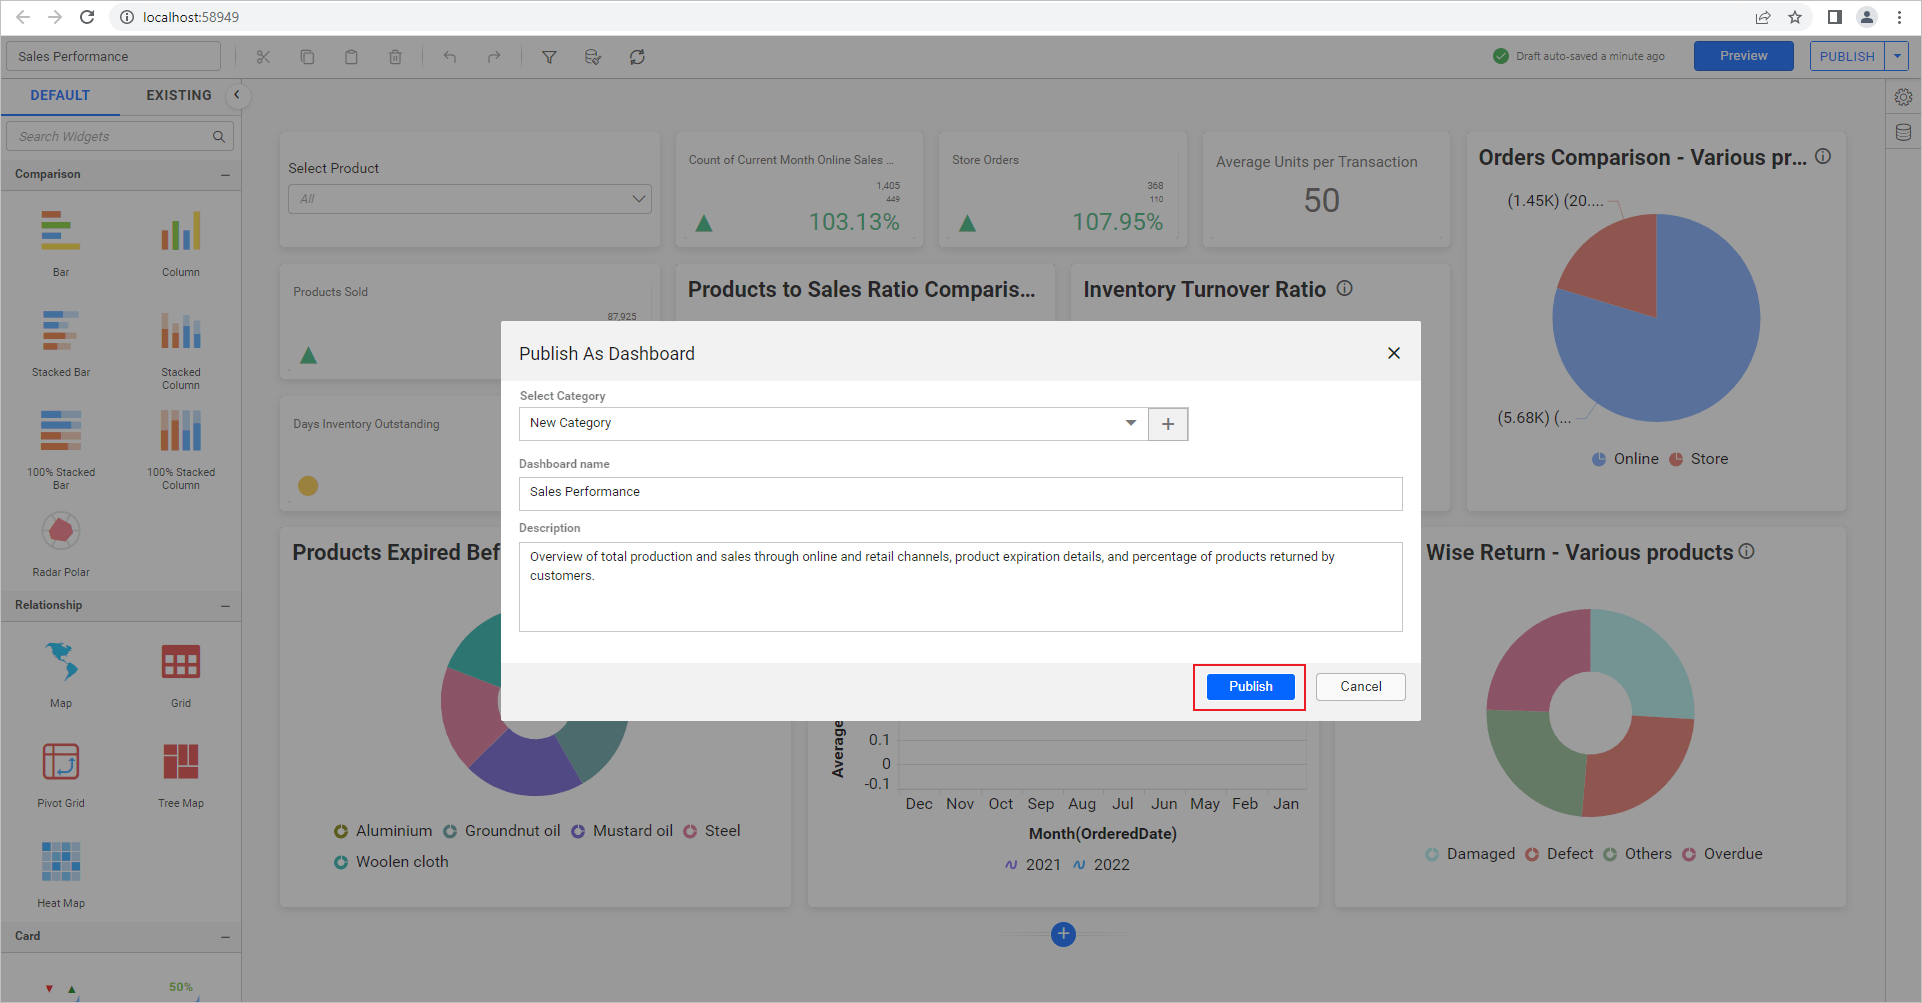 localhost:58949
Sales Performance
Draft auto-saved a minute ago
Preview
PUBLISH
DEFAULT
EXISTING
Search Widgets
Comparison
Bar
Column
Stacked Bar
Stacked
Column
100% Stacked
Bar
100% Stacked
Column
Radar Polar
Relationship
Map
Grid
Pivot Grid
Tree Map
Heat Map
Card
50%
Select Product
All
Count of Current Month Online Sales ...
1,405
449
103.13%
Store Orders
368
110
107.95%
Average Units per Transaction
50
Orders Comparison - Various pr...
(1.45K) (20....
(5.68K) (...
Online
Store
Products Sold
87,925
Products to Sales Ratio Comparis...
Inventory Turnover Ratio
Days Inventory Outstanding
Publish As Dashboard
Select Category
New Category
Dashboard name
Sales Performance
Description
Overview of total production and sales through online and retail channels, product expiration details, and percentage of products returned by
customers.
Publish
Cancel
Products Expired Bef
Aluminium
Groundnut oil
Mustard oil
Steel
Woolen cloth
Average
0.1
0
-0.1
Dec Nov Oct Sep Aug Jul Jun May Feb Jan
Month(OrderedDate)
2021
2022
Wise Return - Various products
Damaged
Defect
Others
Overdue